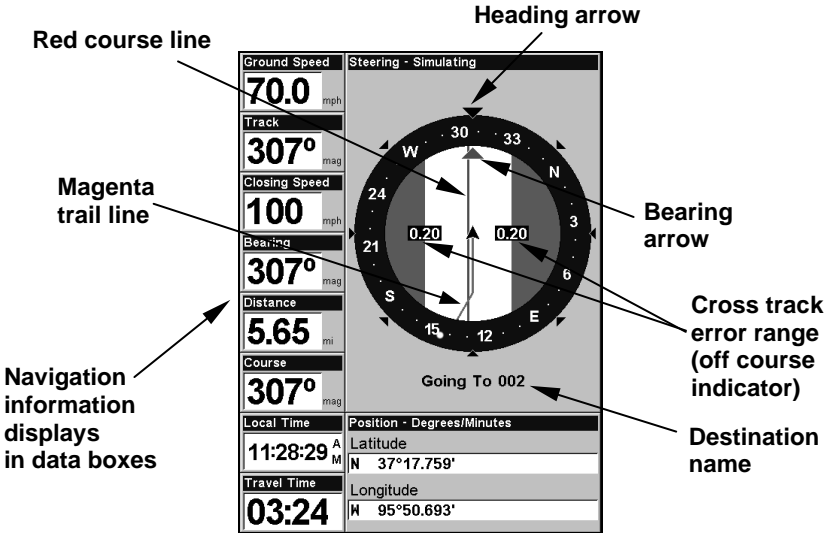 Heading arrow
Red course line
Ground Speed
70.0 mph
Track
307º mag
Closing Speed
100 mph
Bearing
307º mag
Distance
5.65 mi
Course
307º mag
Local Time
11:28:29 AM
Travel Time
03:24
Steering - Simulating
30
33
N
3
6
E
12
15
S
21
24
W
0.20
0.20
Going To 002
Position - Degrees/Minutes
Latitude
N 37°17.759'
Longitude
W 95°50.693'
Magenta
trail line
Navigation
information
displays
in data boxes
Bearing
arrow
Cross track
error range
(off course
indicator)
Destination
name